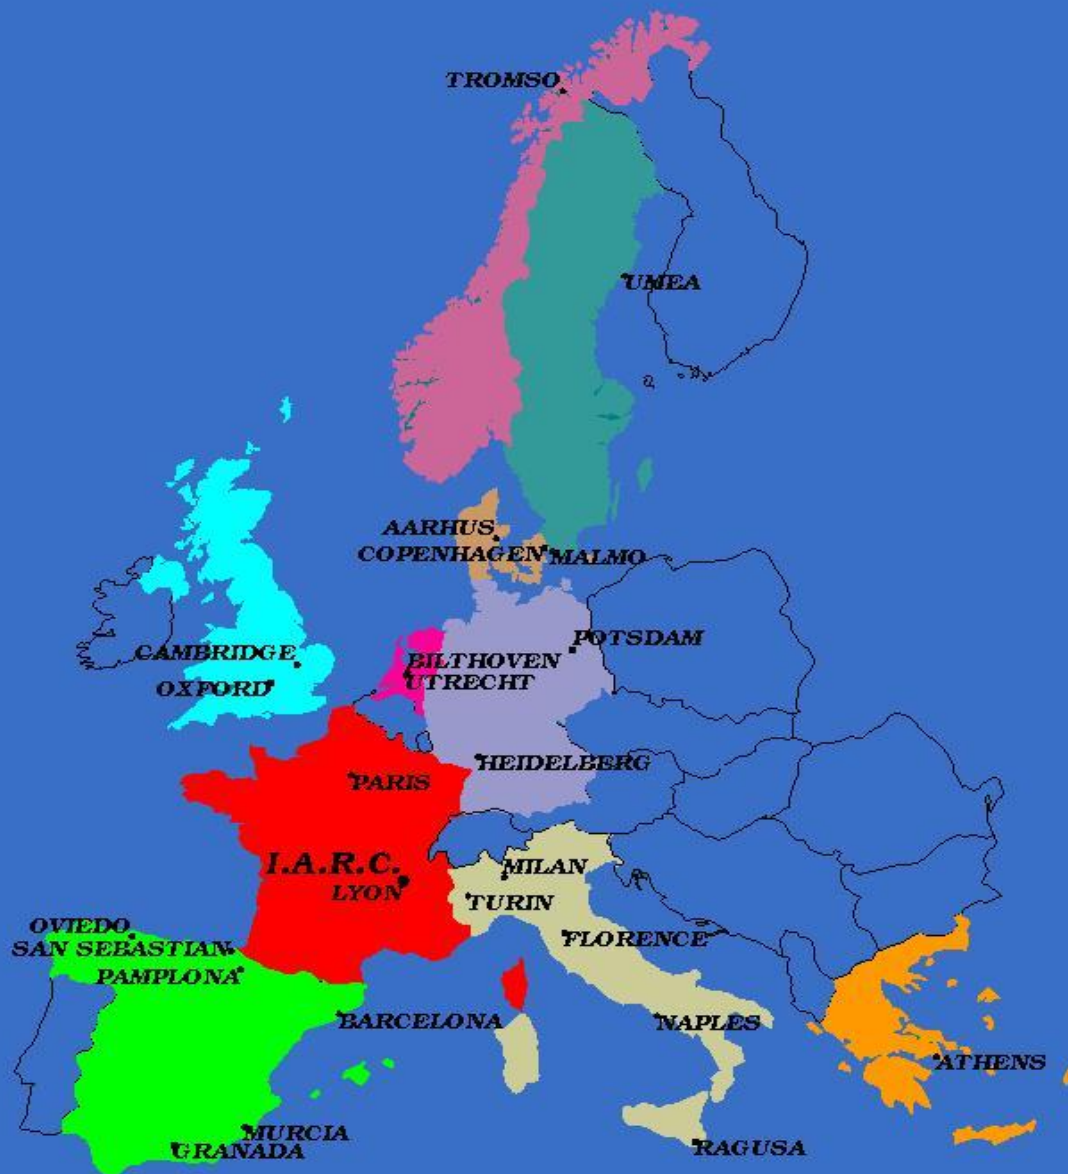 TROMSO
UMEA
AARHUS
COPENHAGEN
MALMO
POTSDAM
CAMBRIDGE
BILTHOVEN
OXFORD
UTRECHT
HEIDELBERG
PARIS
I.A.R.C.
LYON
MILAN
TURIN
OVIEDO
FLORENCE
SAN SEBASTIAN
PAMPLONA
BARCELONA
NAPLES
ATHENS
MURCIA
GRANADA
RAGUSA